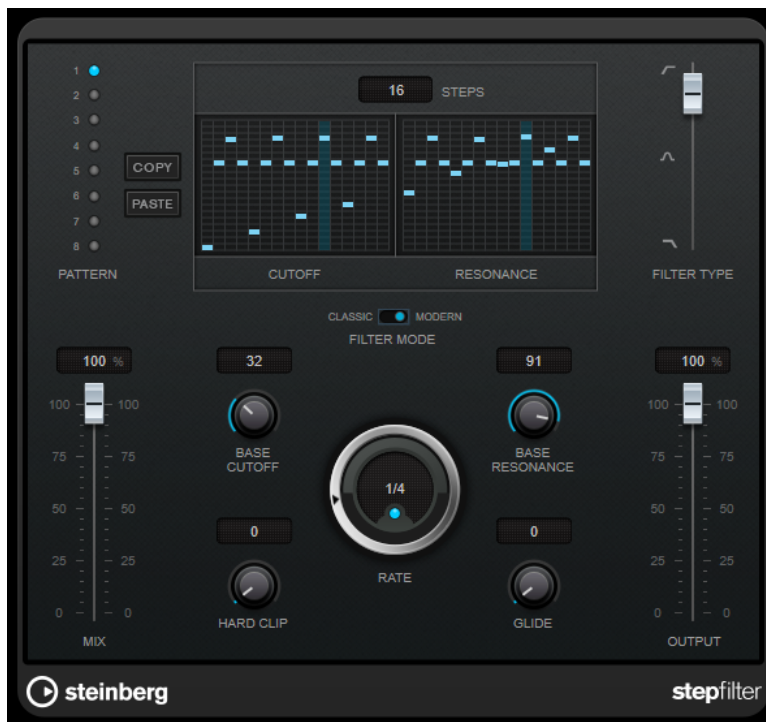 1
16 STEPS
2
3
4
5
6
7
8
COPY
PASTE
PATTERN
CUTOFF
RESONANCE
FILTER TYPE
CLASSIC MODERN
FILTER MODE
100 %
32
91
100 %
100 100
75 75
50 50
25 25
0 0
MIX
BASE
CUTOFF
BASE
RESONANCE
1/4
RATE
0
HARD CLIP
0
GLIDE
100 100
75 75
50 50
25 25
0 0
OUTPUT
steinberg
stepfilter